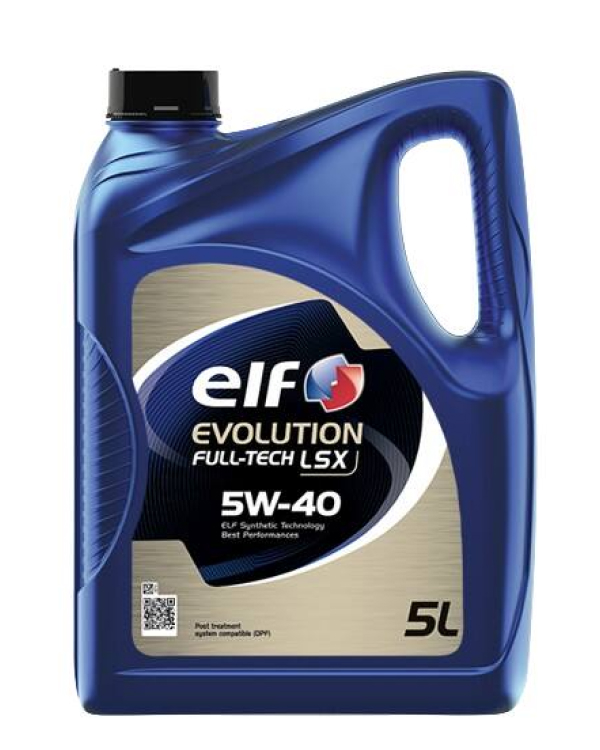 elf
EVOLUTION
FULL-TECH LSX
5W-40
ELF Synthetic Technology
Best Performances
Post treatment
system compatible (DPF)
5L